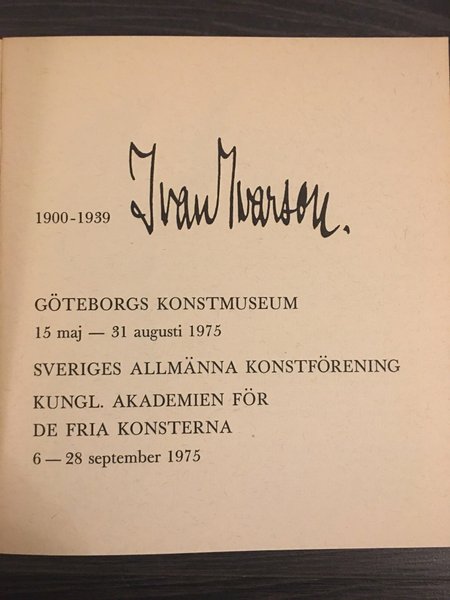 1900-1939 Ivan Ivarson.
GÖTEBORGS KONSTMUSEUM
15 maj — 31 augusti 1975
SVERIGES ALLMÄNNA KONSTFÖRENING
KUNGL. AKADEMIEN FÖR
DE FRIA KONSTERNA
6 — 28 september 1975